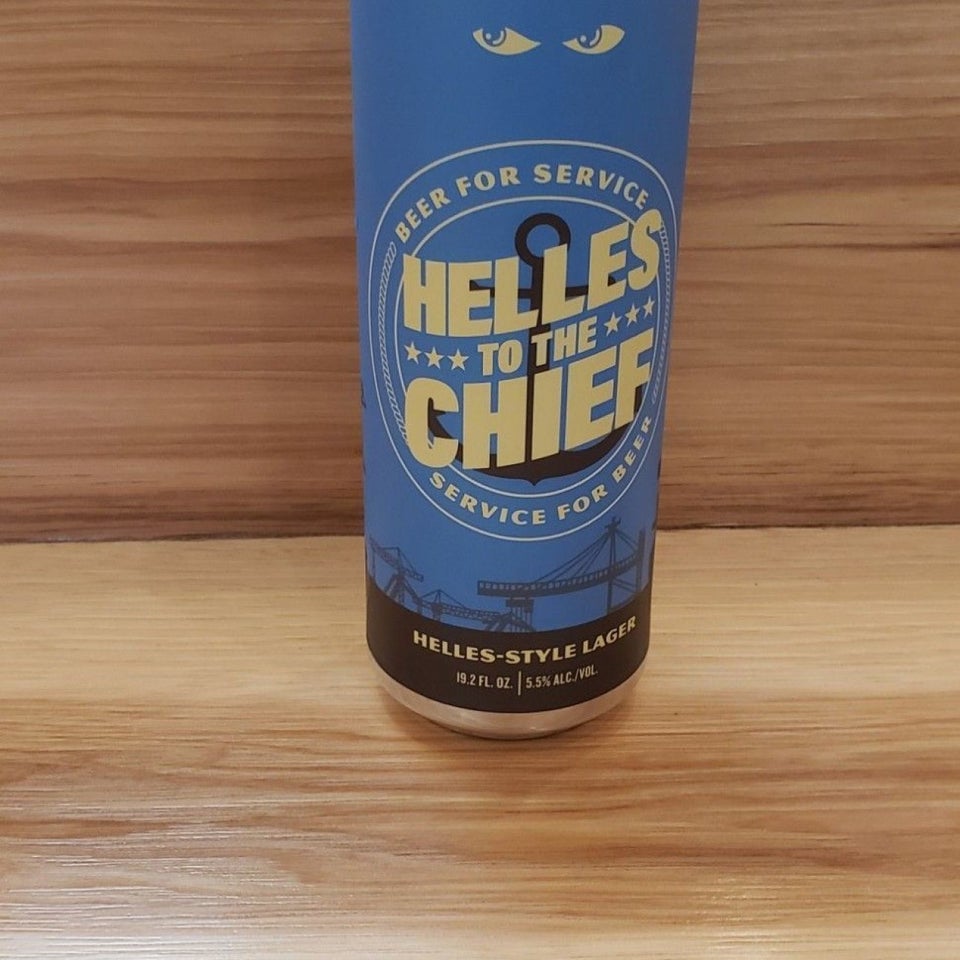 BEER FOR SERVICE
HELLES
TO THE
CHIEF
SERVICE FOR BEER
HELLES-STYLE LAGER
19.2 FL. OZ. | 5.5% ALC./VOL.